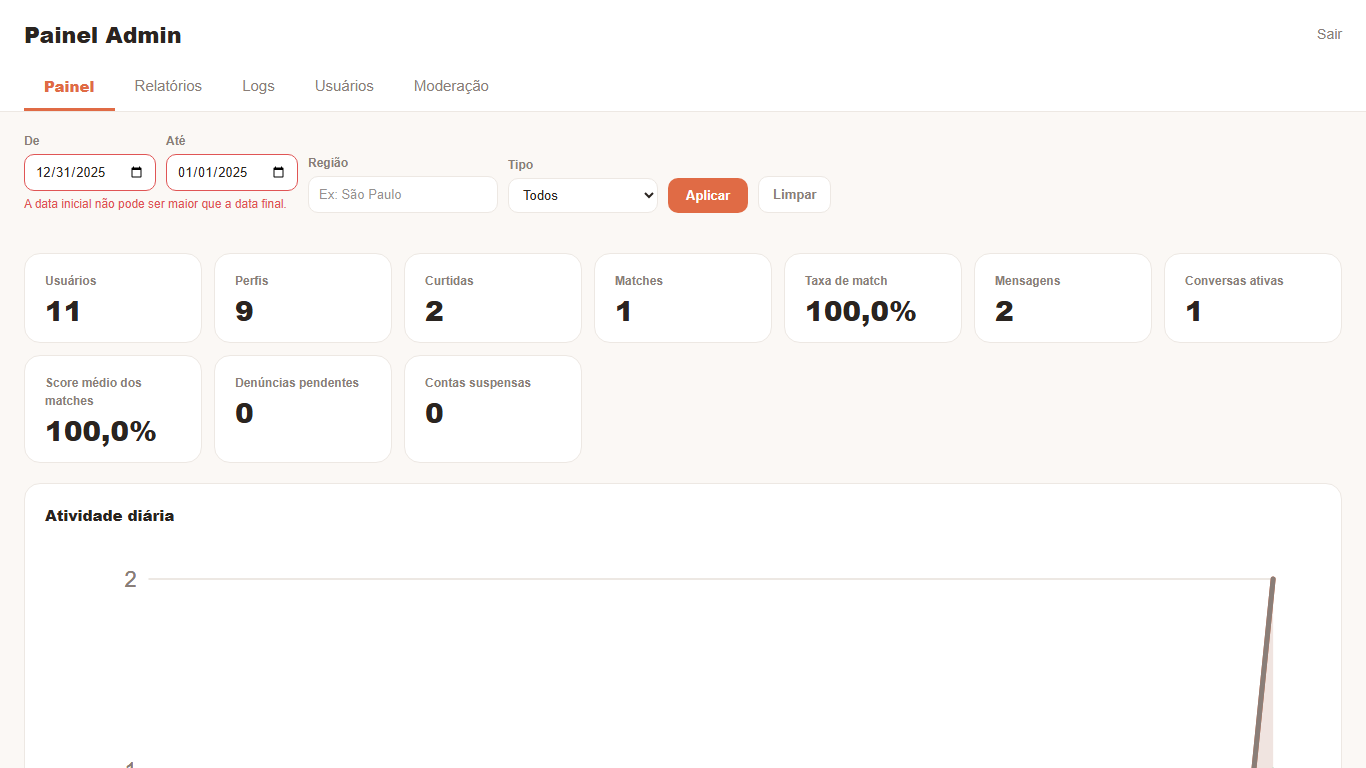 Painel Admin
Sair
Painel Relatórios Logs Usuários Moderação
De Até Região Tipo
12/31/2025 01/01/2025 Ex: São Paulo Todos Aplicar Limpar
A data inicial não pode ser maior que a data final.
Usuários
11
Perfis
9
Curtidas
2
Matches
1
Taxa de match
100,0%
Mensagens
2
Conversas ativas
1
Score médio dos
matches
100,0%
Denúncias pendentes
0
Contas suspensas
0
Atividade diária
2
1